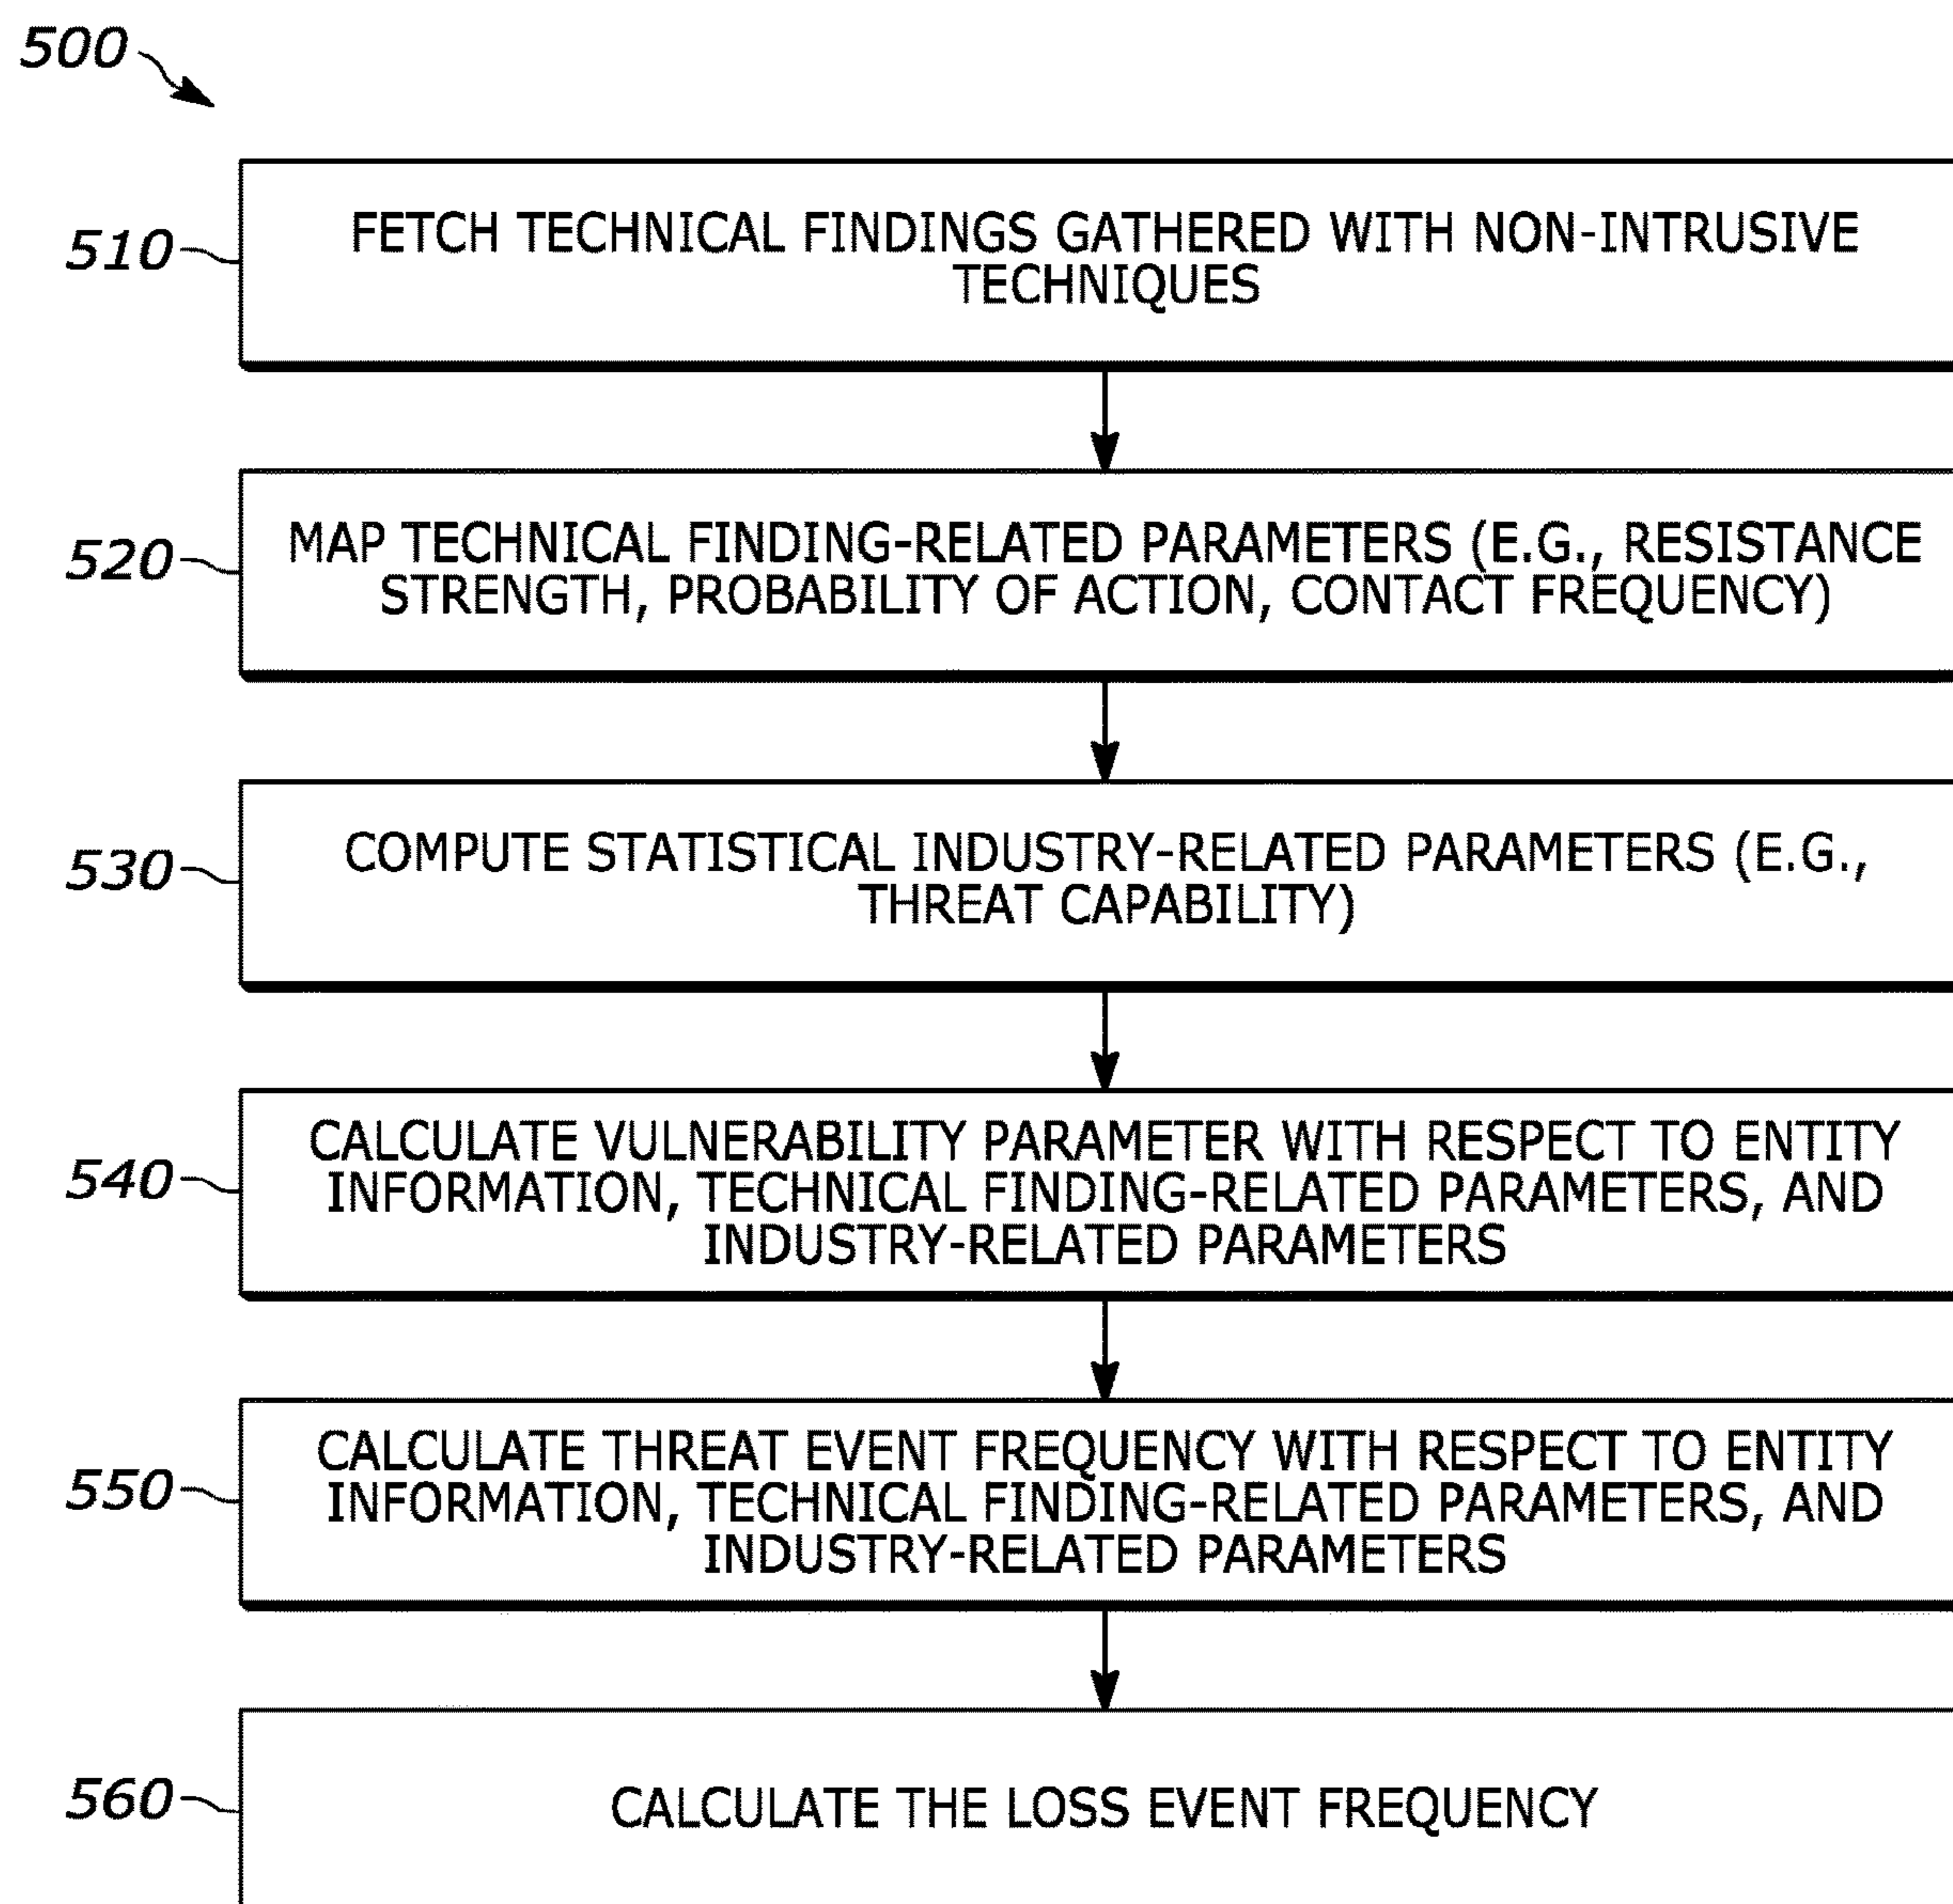 500
510
FETCH TECHNICAL FINDINGS GATHERED WITH NON-INTRUSIVE
TECHNIQUES
520
MAP TECHNICAL FINDING-RELATED PARAMETERS (E.G., RESISTANCE
STRENGTH, PROBABILITY OF ACTION, CONTACT FREQUENCY)
530
COMPUTE STATISTICAL INDUSTRY-RELATED PARAMETERS (E.G.,
THREAT CAPABILITY)
540
CALCULATE VULNERABILITY PARAMETER WITH RESPECT TO ENTITY
INFORMATION, TECHNICAL FINDING-RELATED PARAMETERS, AND
INDUSTRY-RELATED PARAMETERS
550
CALCULATE THREAT EVENT FREQUENCY WITH RESPECT TO ENTITY
INFORMATION, TECHNICAL FINDING-RELATED PARAMETERS, AND
INDUSTRY-RELATED PARAMETERS
560
CALCULATE THE LOSS EVENT FREQUENCY